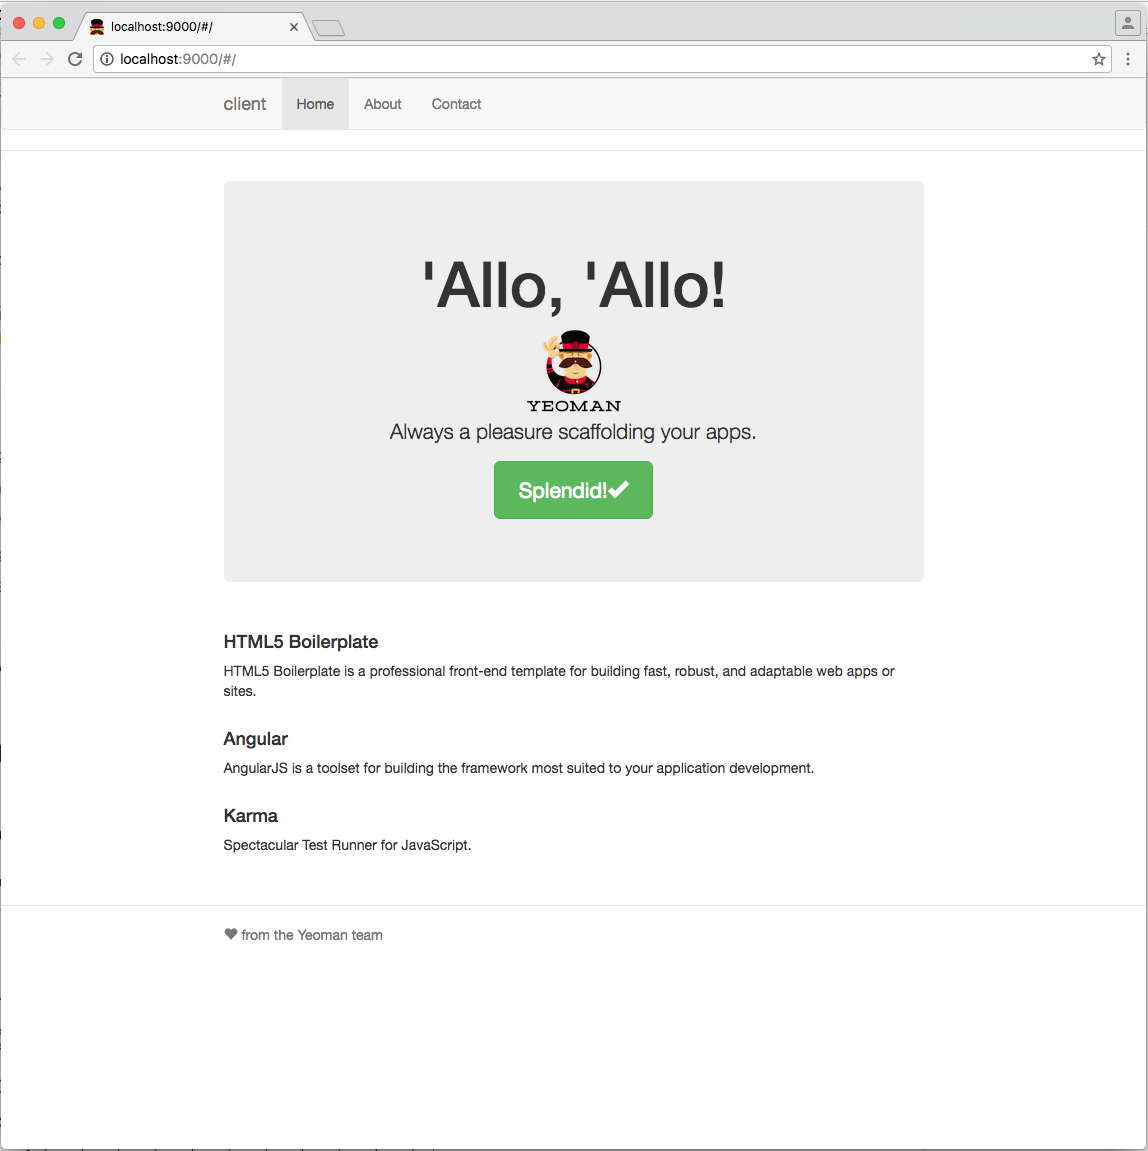 localhost:9000/#/
localhost:9000/#/
client Home About Contact
'Allo, 'Allo!
YEOMAN
Always a pleasure scaffolding your apps.
Splendid!
HTML5 Boilerplate
HTML5 Boilerplate is a professional front-end template for building fast, robust, and adaptable web apps or
sites.
Angular
AngularJS is a toolset for building the framework most suited to your application development.
Karma
Spectacular Test Runner for JavaScript.
from the Yeoman team